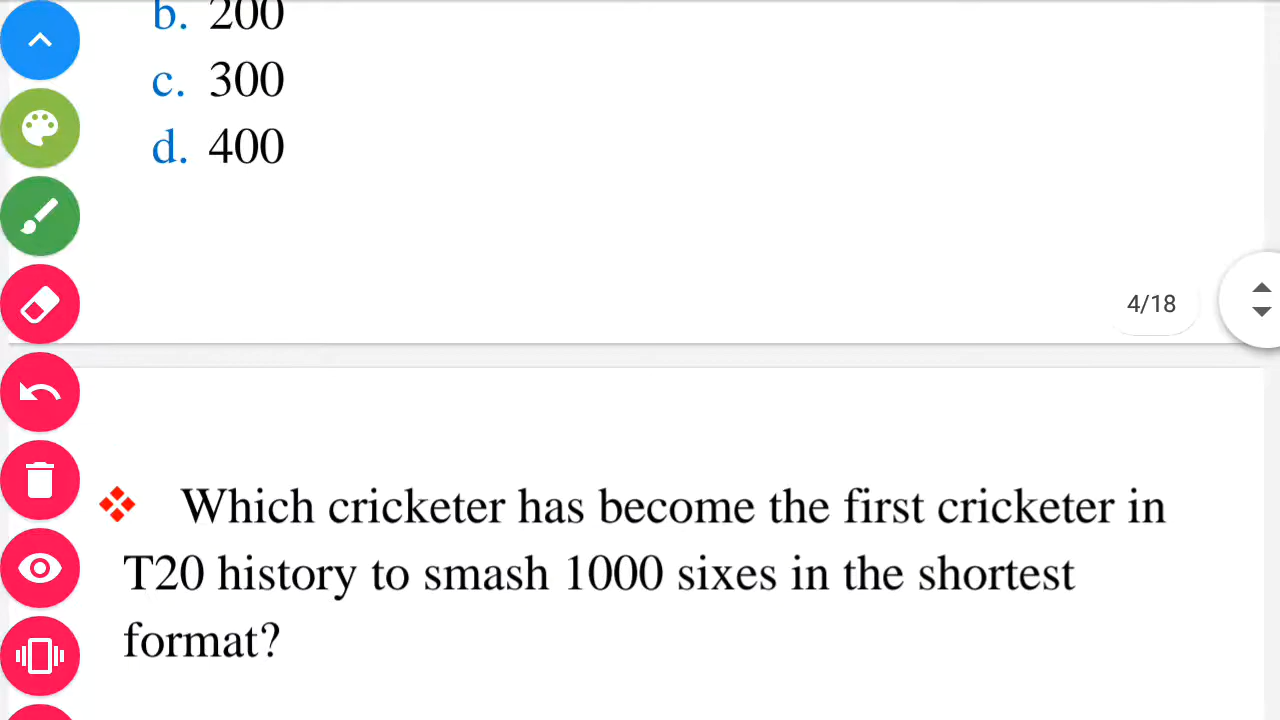 b. 200
c. 300
d. 400
4/18
❖ Which cricketer has become the first cricketer in
T20 history to smash 1000 sixes in the shortest
format?